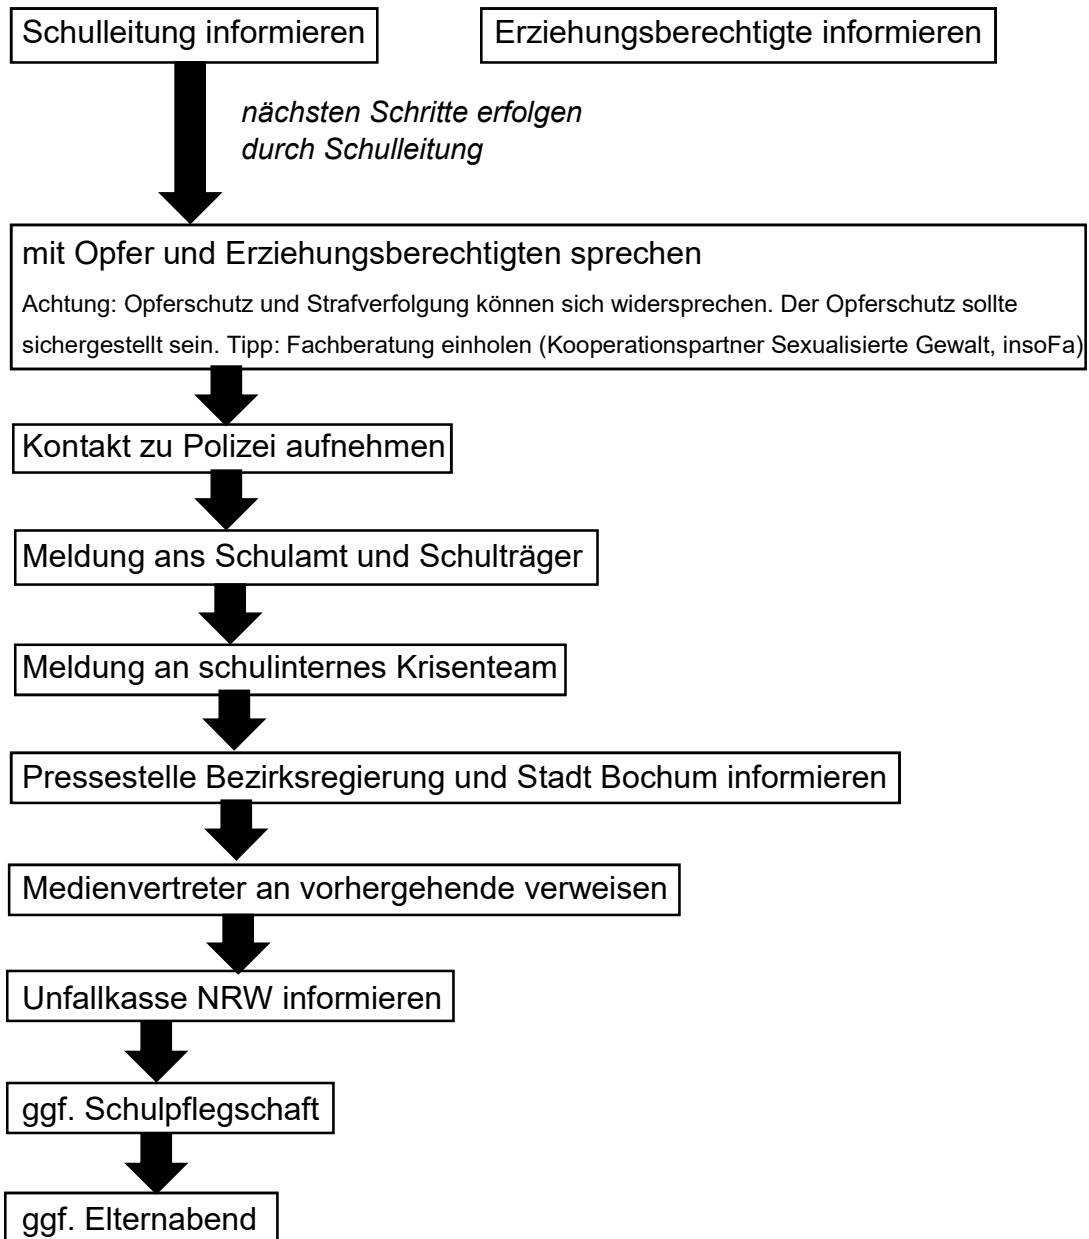 Schulleitung informieren
Erziehungsberechtigte informieren
nächsten Schritte erfolgen
durch Schulleitung
mit Opfer und Erziehungsberechtigten sprechen
Achtung: Opferschutz und Strafverfolgung können sich widersprechen. Der Opferschutz sollte
sichergestellt sein. Tipp: Fachberatung einholen (Kooperationspartner Sexualisierte Gewalt, insoFa)
Kontakt zu Polizei aufnehmen
Meldung ans Schulamt und Schulträger
Meldung an schulinternes Krisenteam
Pressestelle Bezirksregierung und Stadt Bochum informieren
Medienvertreter an vorhergehende verweisen
Unfallkasse NRW informieren
ggf. Schulpflegschaft
ggf. Elternabend